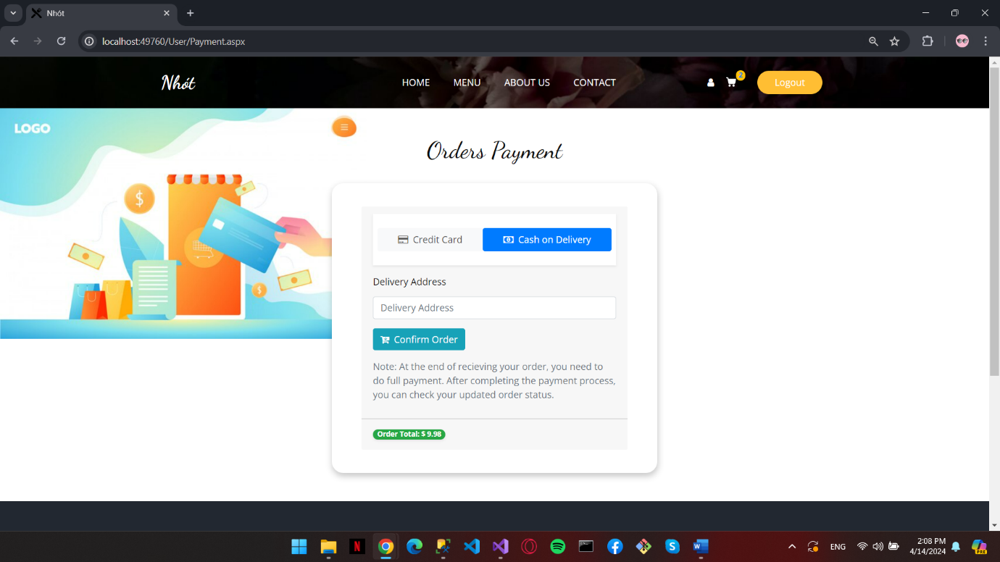 Nhót
localhost:49760/User/Payment.aspx
Nhót
HOME
MENU
ABOUT US
CONTACT
2
Logout
LOGO
Orders Payment
Credit Card
Cash on Delivery
Delivery Address
Delivery Address
Confirm Order
Note: At the end of recieving your order, you need to
do full payment. After completing the payment process,
you can check your updated order status.
Order Total: $ 9.98
ENG
2:08 PM
4/14/2024
PRE